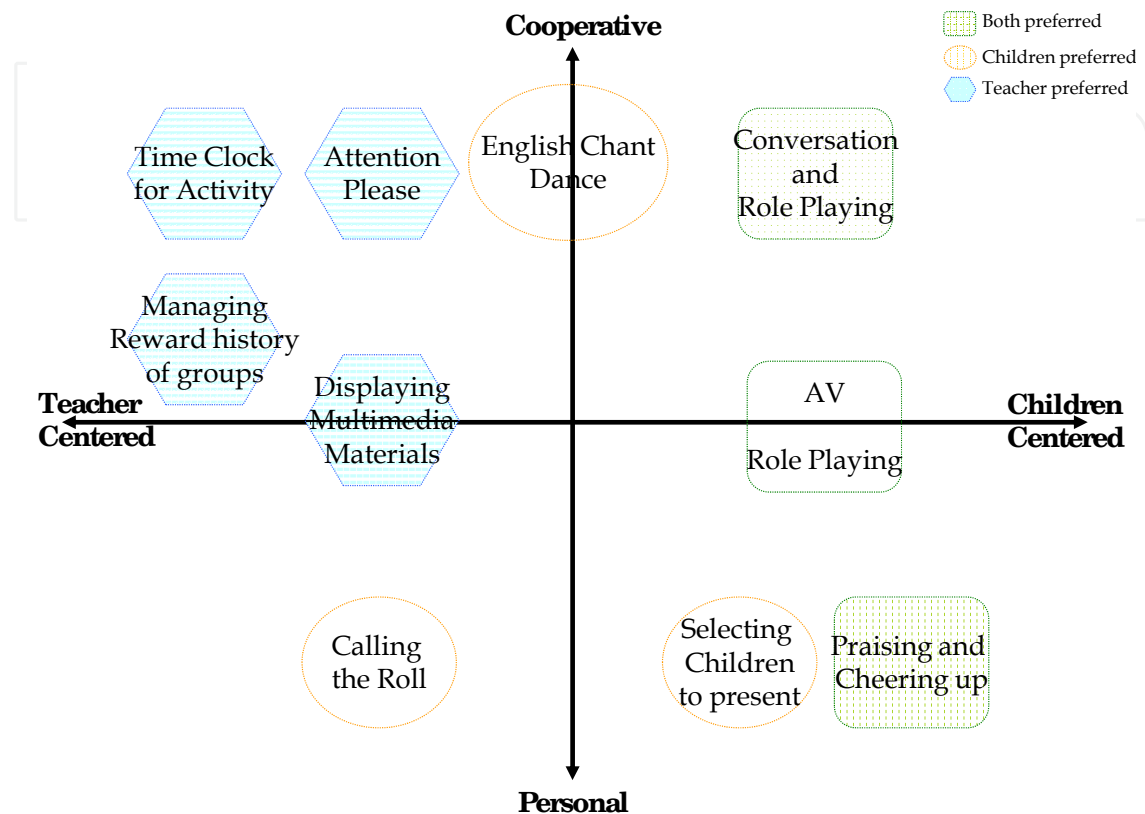 Cooperative
Both preferred
Children preferred
Teacher preferred
Time Clock
for Activity
Attention
Please
English Chant
Dance
Conversation
and
Role Playing
Managing
Reward history
of groups
Displaying
Multimedia
Materials
AV
Role Playing
Teacher
Centered
Children
Centered
Calling
the Roll
Selecting
Children
to present
Praising and
Cheering up
Personal